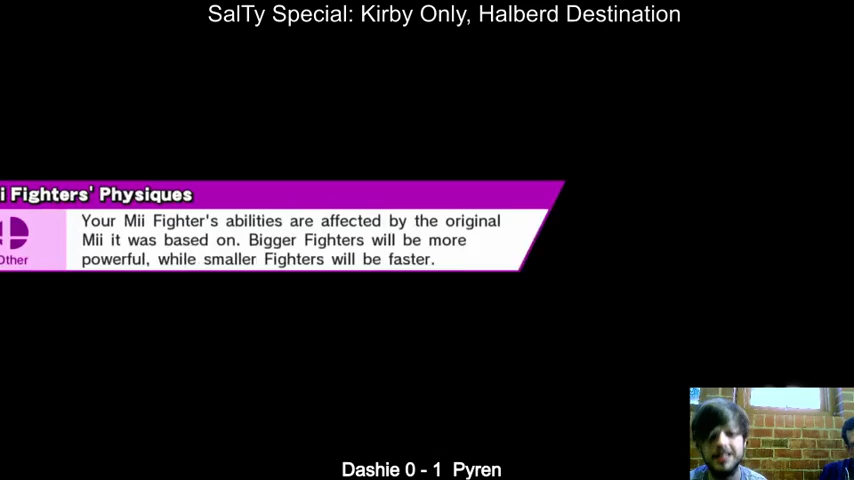 SalTy Special: Kirby Only, Halberd Destination
i Fighters' Physiques
Your Mii Fighter's abilities are affected by the original
Mii it was based on. Bigger Fighters will be more
powerful, while smaller Fighters will be faster.
Other
Dashie 0 - 1 Pyren